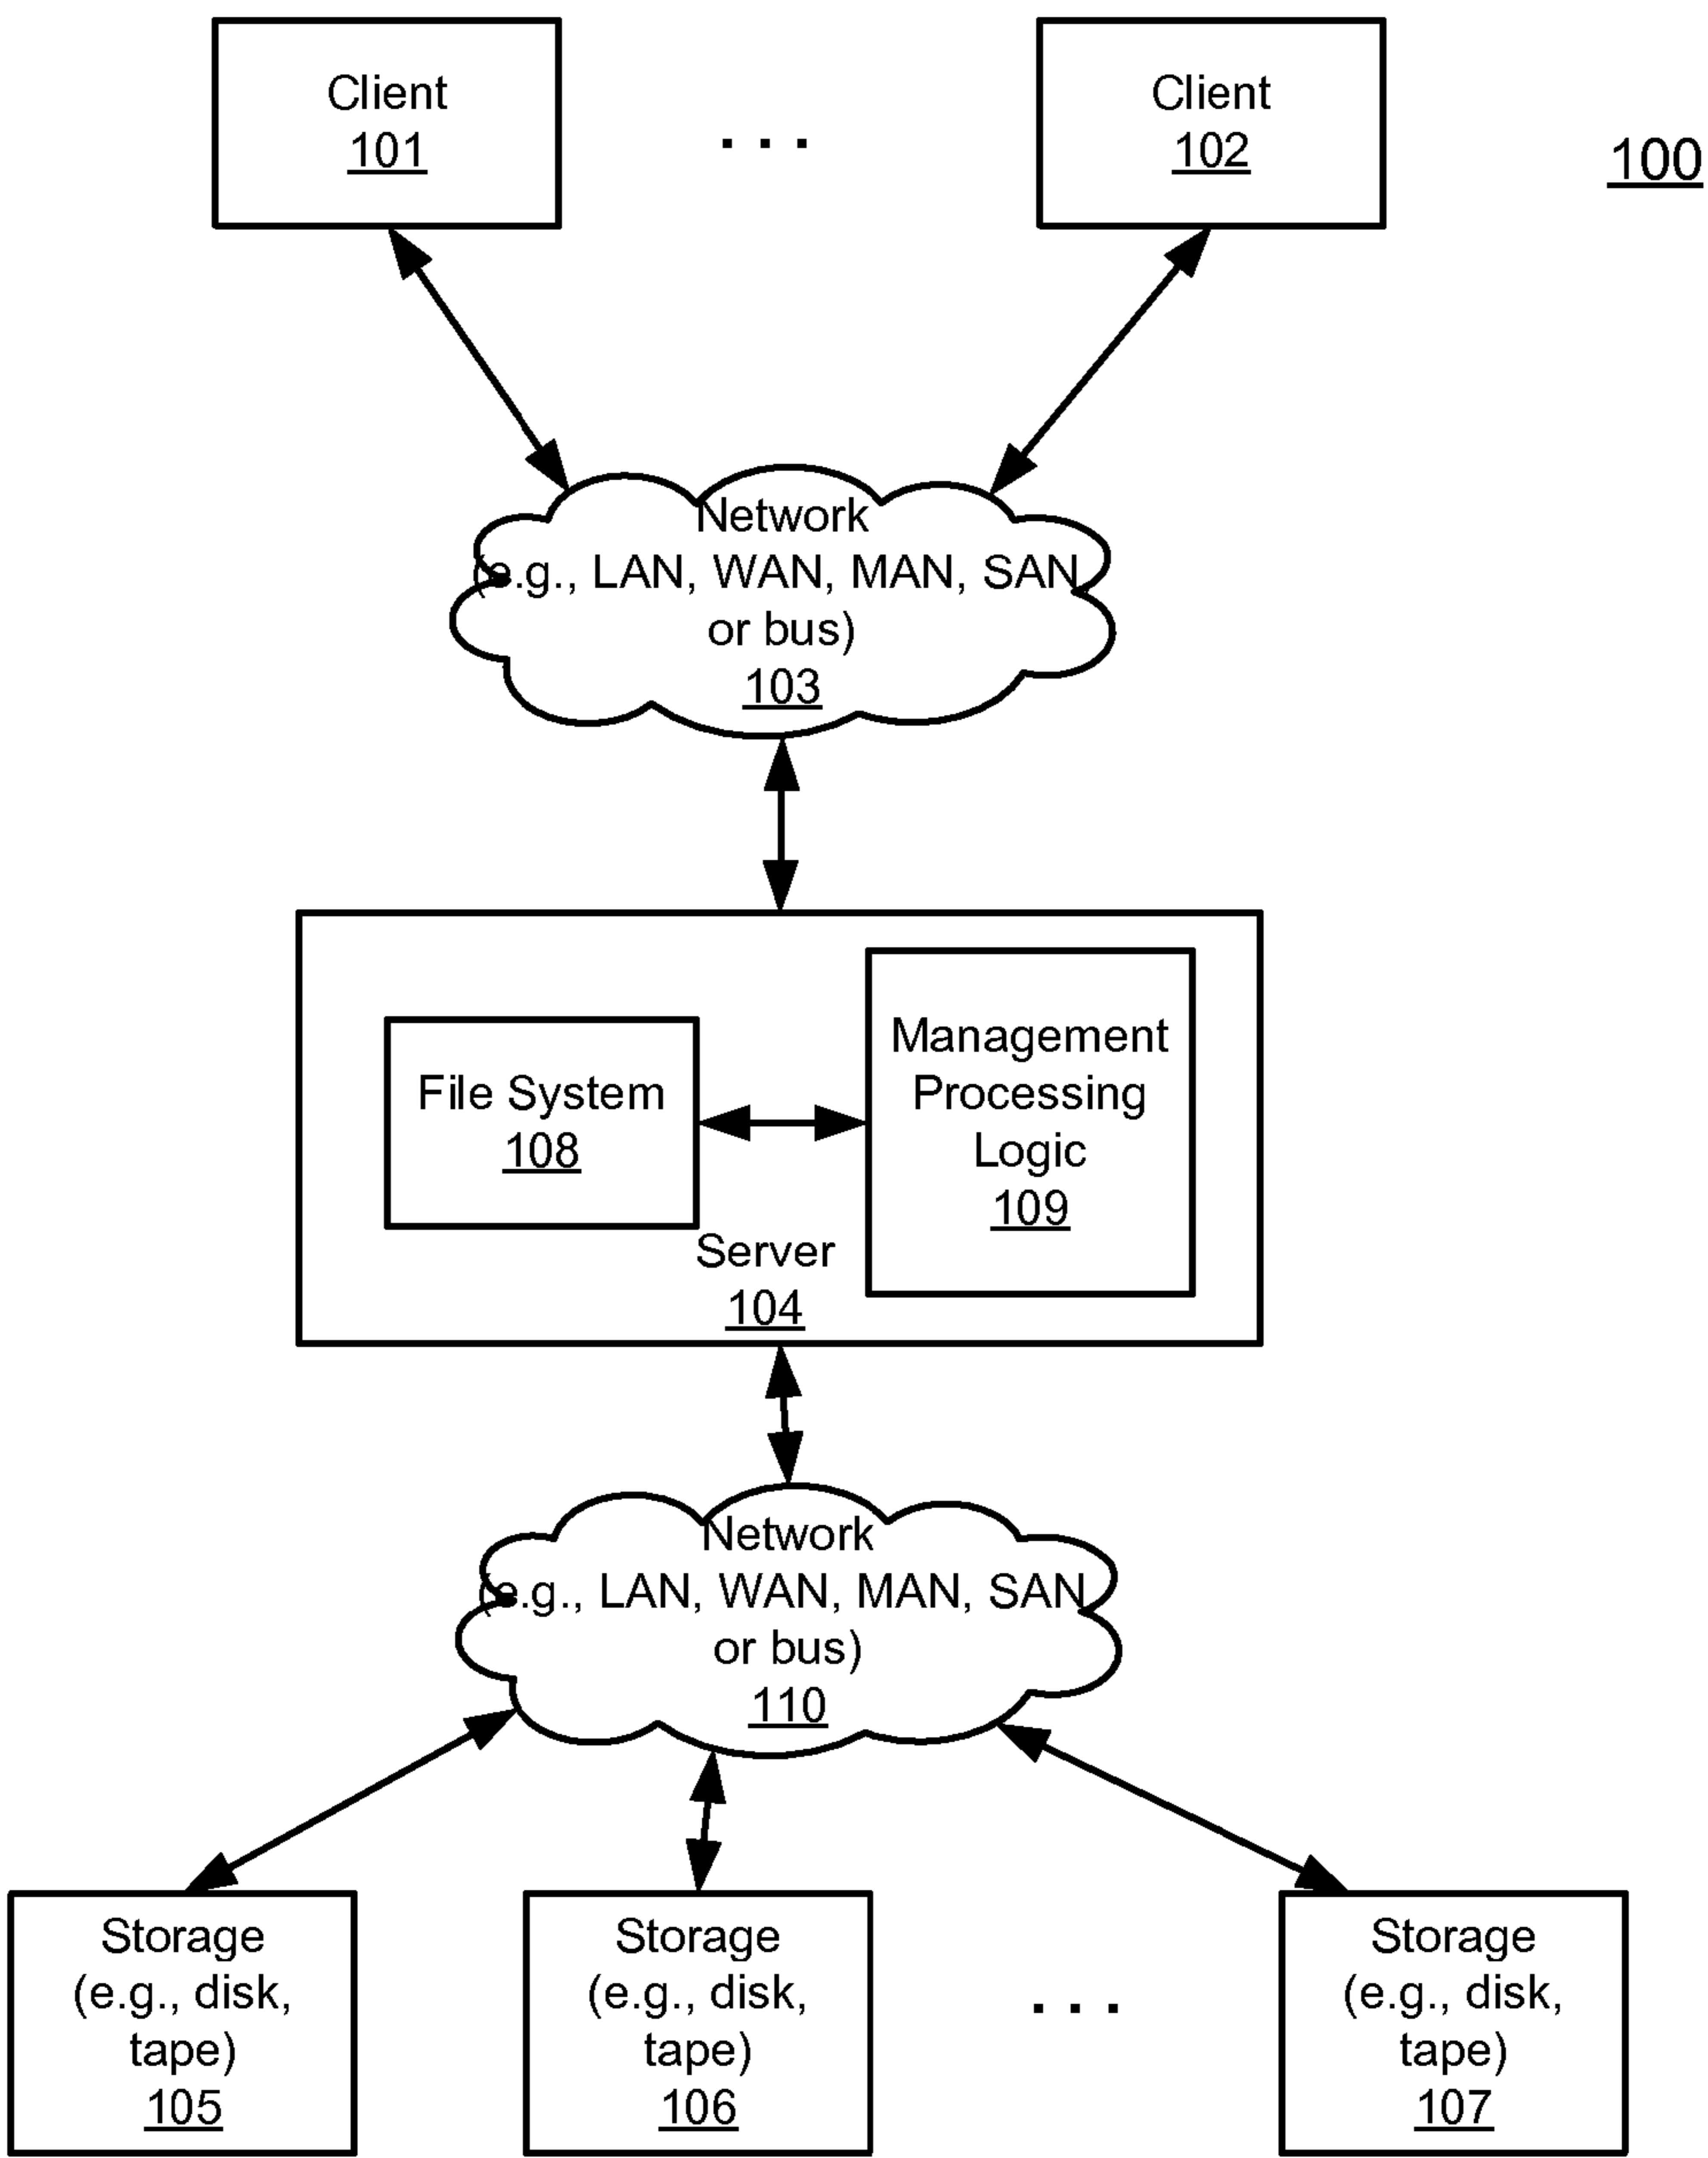 Client
101
. . .
Client
102
100
Network
(e.g., LAN, WAN, MAN, SAN
or bus)
103
File System
108
Management
Processing
Logic
109
Server
104
Network
(e.g., LAN, WAN, MAN, SAN
or bus)
110
Storage
(e.g., disk,
tape)
105
Storage
(e.g., disk,
tape)
106
. . .
Storage
(e.g., disk,
tape)
107